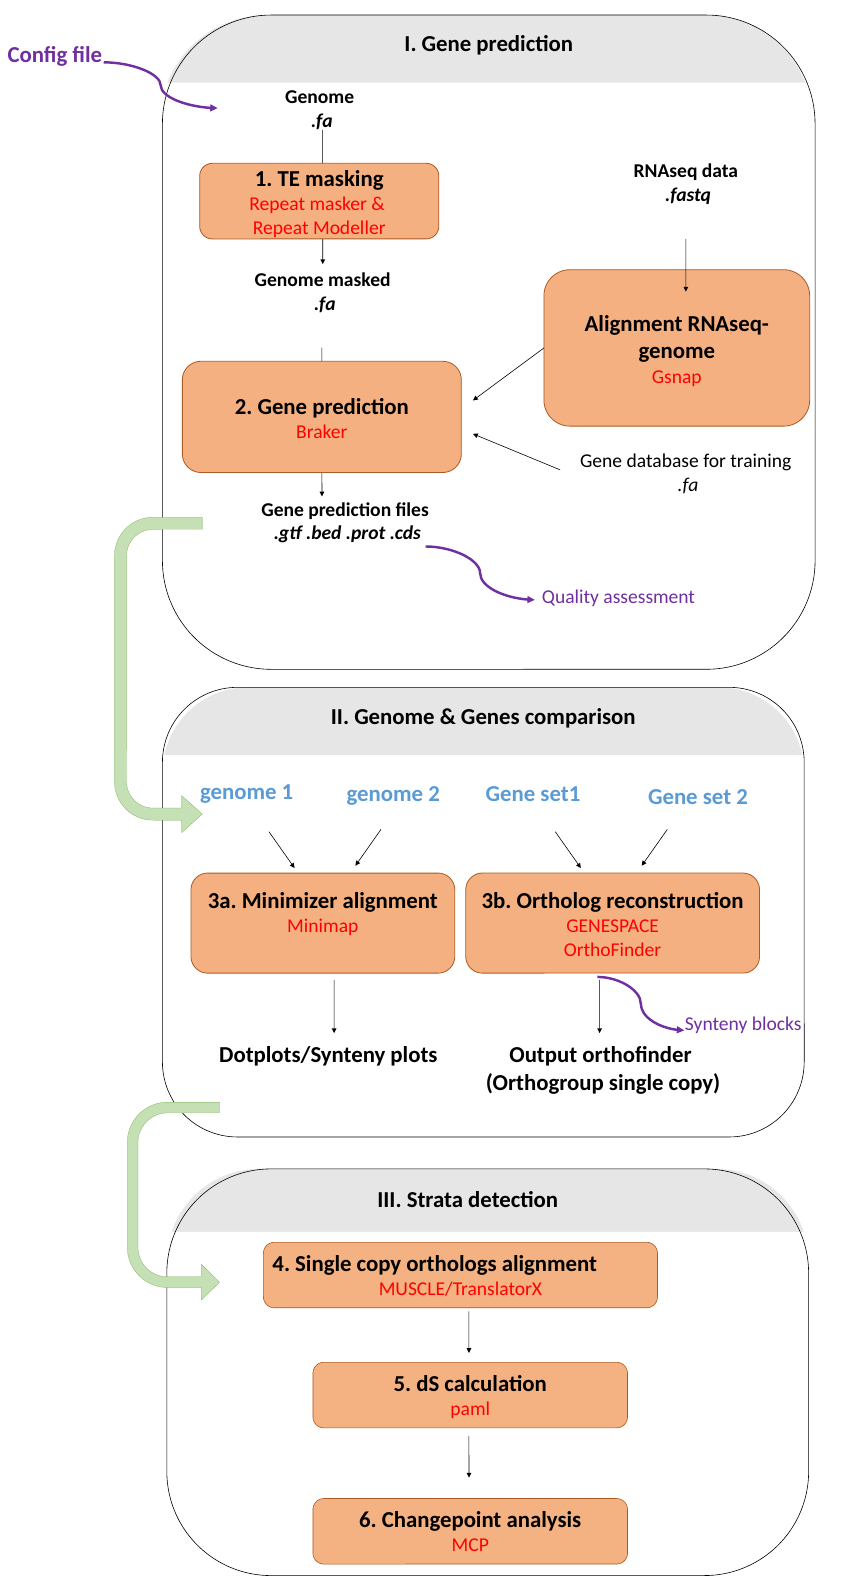 Config file
I. Gene prediction
Genome
.fa
1. TE masking
Repeat masker &
Repeat Modeller
Genome masked
.fa
RNAseq data
.fastq
Alignment RNAseq-
genome
Gsnap
2. Gene prediction
Braker
Gene database for training
.fa
Gene prediction files
.gtf .bed .prot .cds
Quality assessment
II. Genome & Genes comparison
genome 1
genome 2
Gene set1
Gene set 2
3a. Minimizer alignment
Minimap
3b. Ortholog reconstruction
GENESPACE
OrthoFinder
Synteny blocks
Dotplots/Synteny plots
Output orthofinder
(Orthogroup single copy)
III. Strata detection
4. Single copy orthologs alignment
MUSCLE/TranslatorX
5. dS calculation
paml
6. Changepoint analysis
MCP